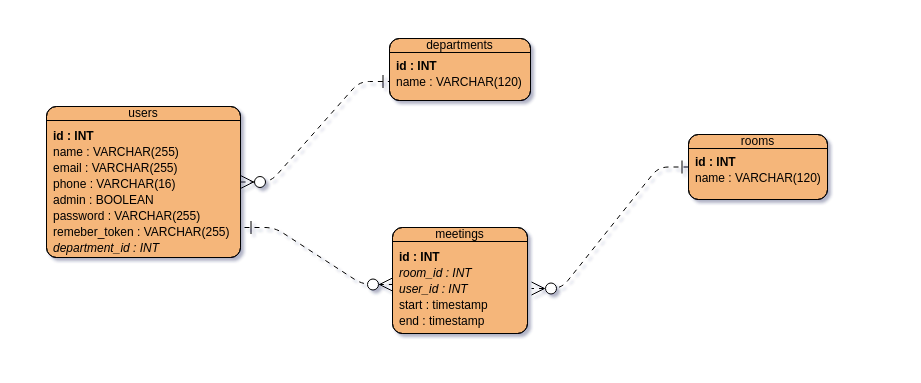 departments
id : INT
name : VARCHAR(120)
users
id : INT
name : VARCHAR(255)
email : VARCHAR(255)
phone : VARCHAR(16)
admin : BOOLEAN
password : VARCHAR(255)
remeber_token : VARCHAR(255)
department_id : INT
rooms
id : INT
name : VARCHAR(120)
meetings
id : INT
room_id : INT
user_id : INT
start : timestamp
end : timestamp